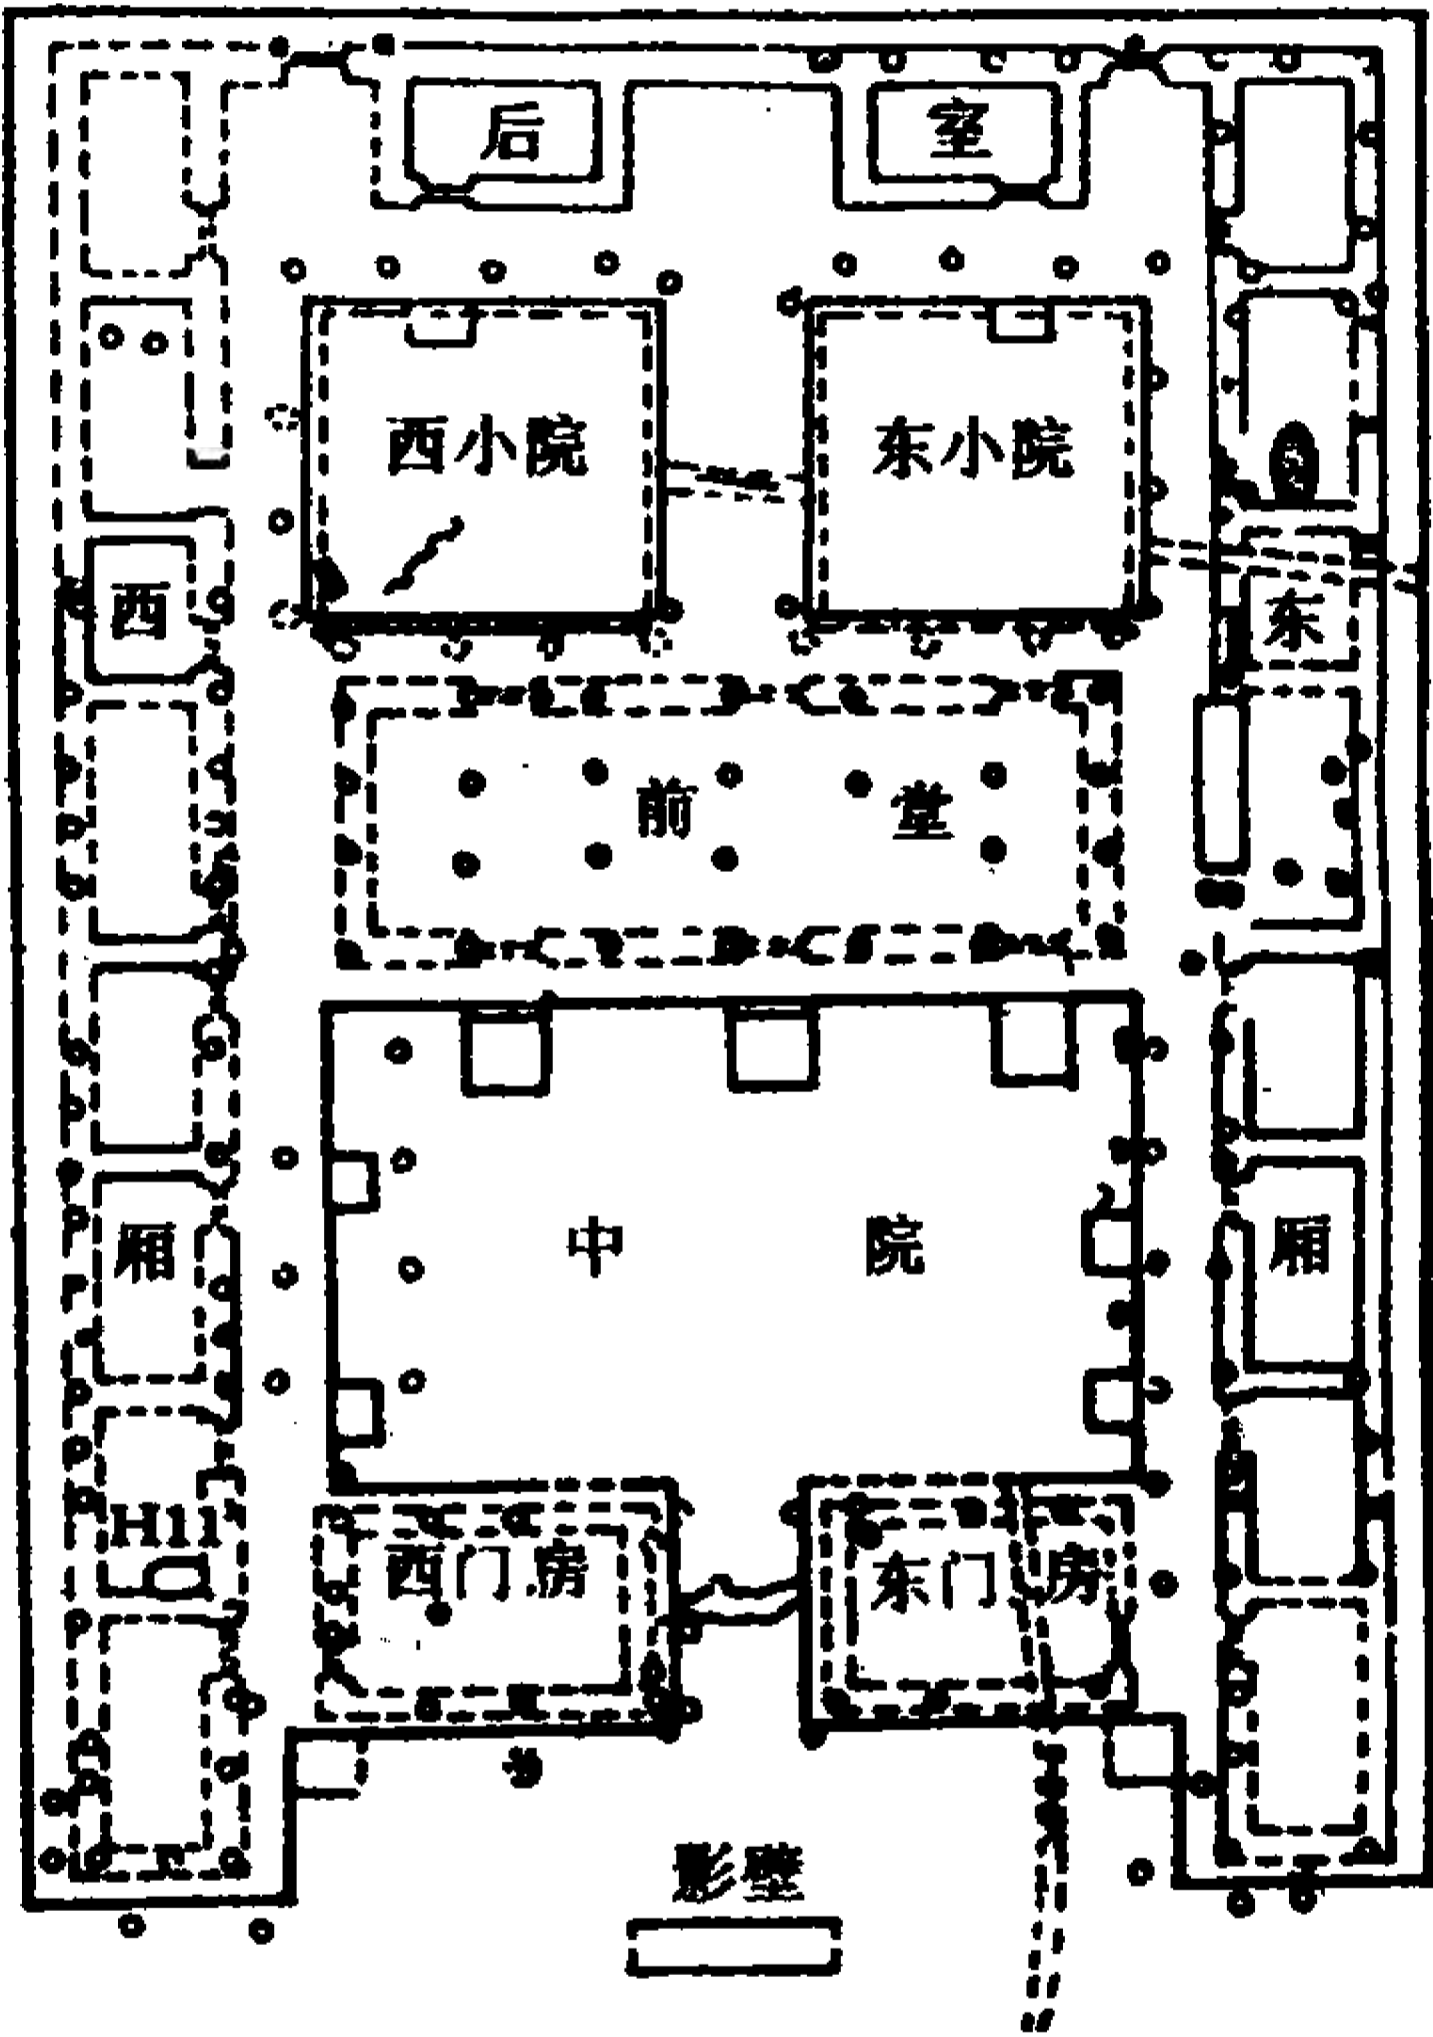 后 室
西小院 东小院
西 东
前 堂
中 院
厢 厢
H11
西门房 东门房
影壁